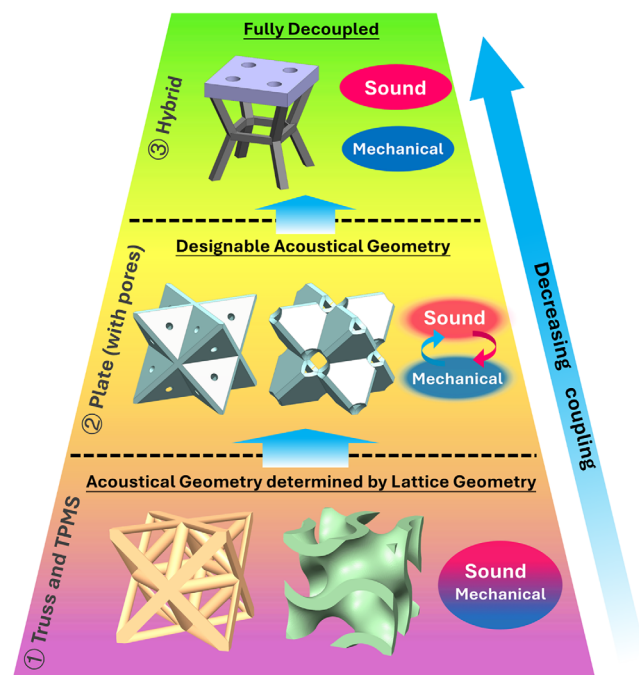 Fully Decoupled
Sound
Mechanical
③ Hybrid
Designable Acoustical Geometry
Sound
Mechanical
② Plate (with pores)
Acoustical Geometry determined by Lattice Geometry
Sound
Mechanical
① Truss and TPMS
Decreasing coupling